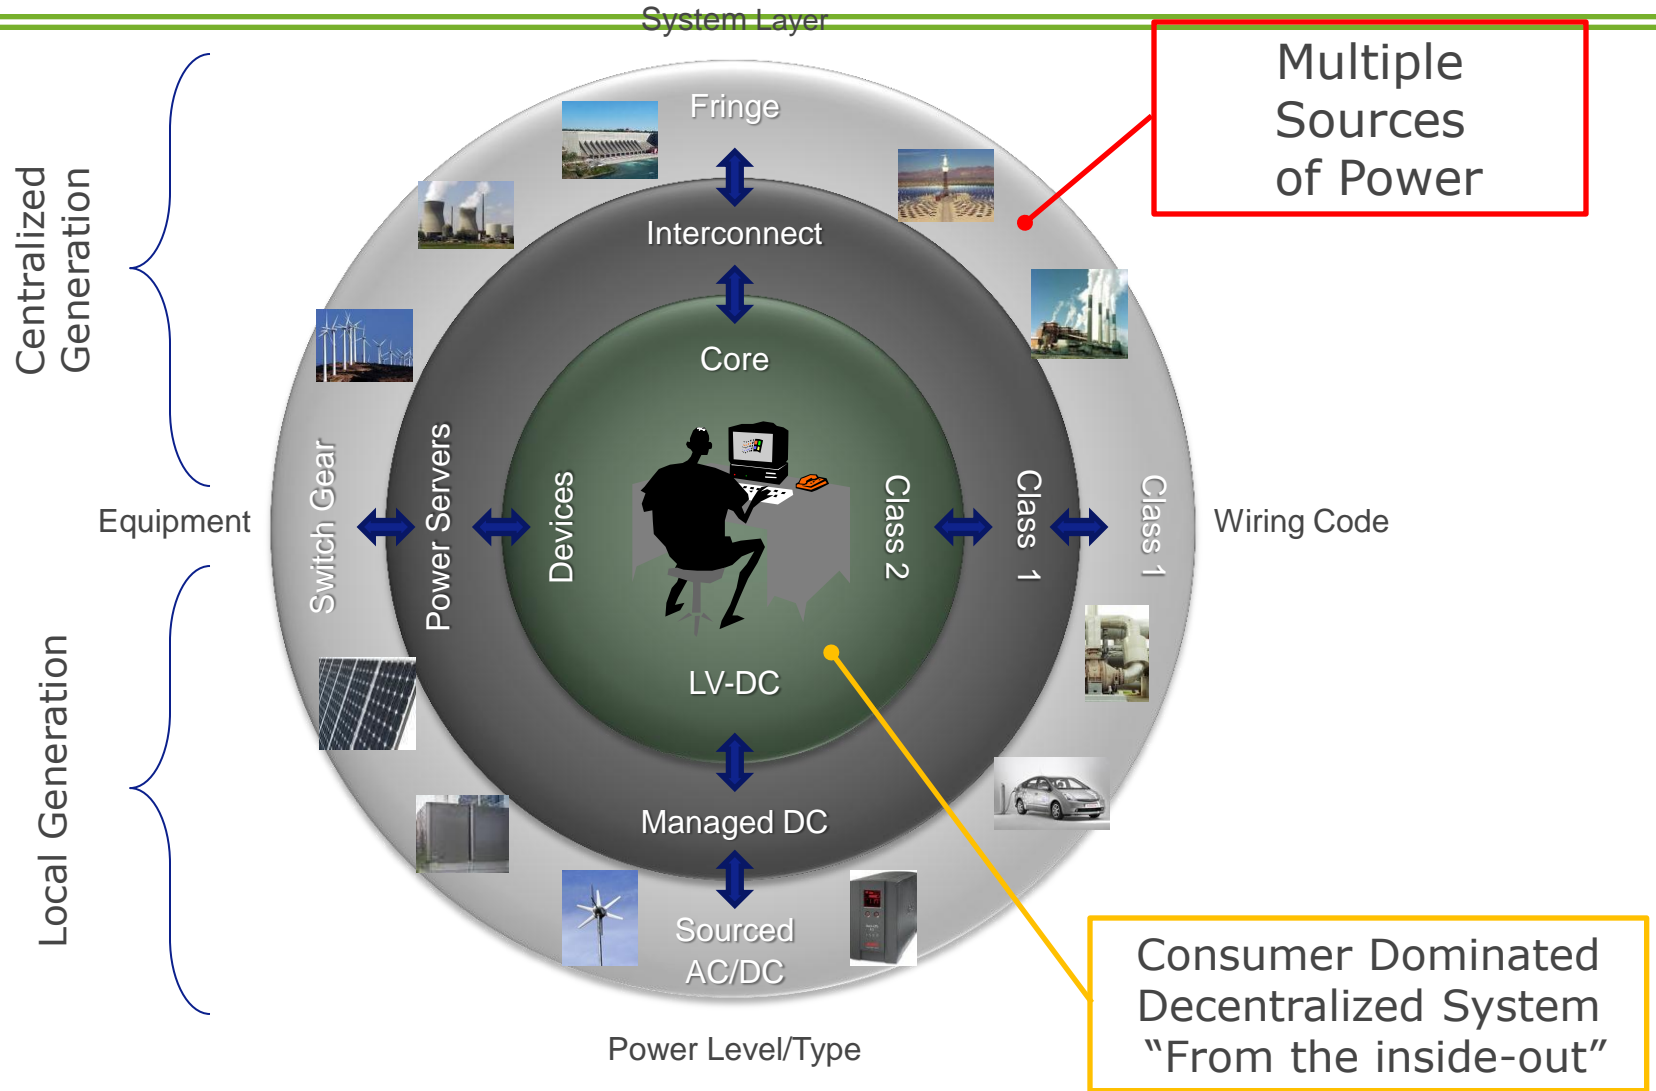 System Layer
Multiple
Sources
of Power
Fringe
Interconnect
Core
Centralized
Generation
Equipment
Switch Gear
Power Servers
Devices
Class 2
Class 1
Class 1
Wiring Code
Local Generation
LV-DC
Managed DC
Sourced
AC/DC
Power Level/Type
Consumer Dominated
Decentralized System
“From the inside-out”